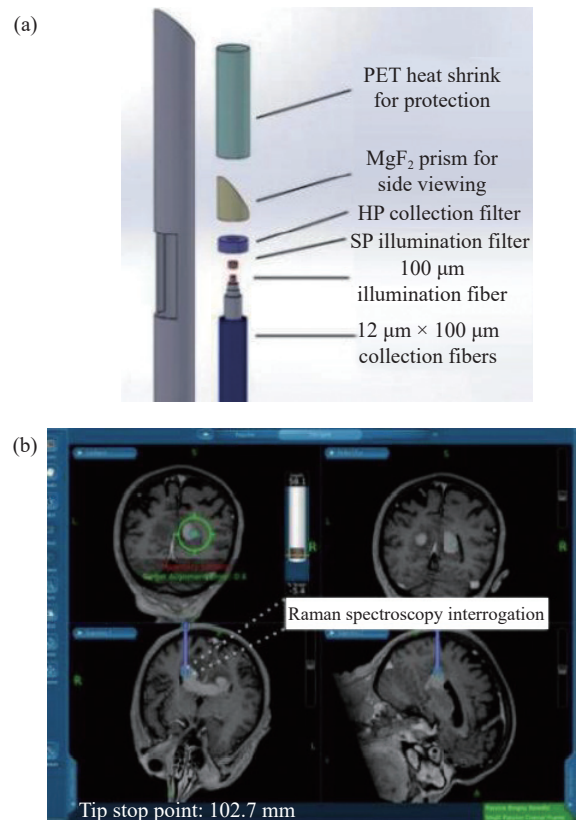 (a)
PET heat shrink
for protection
MgF₂ prism for
side viewing
HP collection filter
SP illumination filter
100 μm
illumination fiber
12 μm × 100 μm
collection fibers
(b)
S
S
L
R
L
R
Raman spectroscopy interrogation
R
L
Tip stop point: 102.7 mm